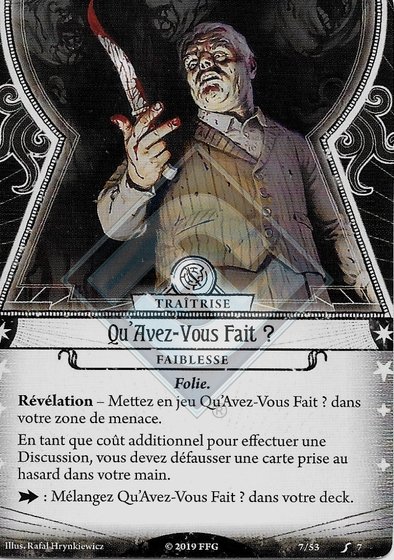 TRAÎTRISE
Qu'Avez-Vous Fait ?
FAIBLESSE
Folie.
Révélation – Mettez en jeu Qu'Avez-Vous Fait ? dans
votre zone de menace.
En tant que coût additionnel pour effectuer une
Discussion, vous devez défausser une carte prise au
hasard dans votre main.
: Mélangez Qu'Avez-Vous Fait ? dans votre deck.
Illus. Rafał Hrynkiewicz © 2019 FFG 7/53 7